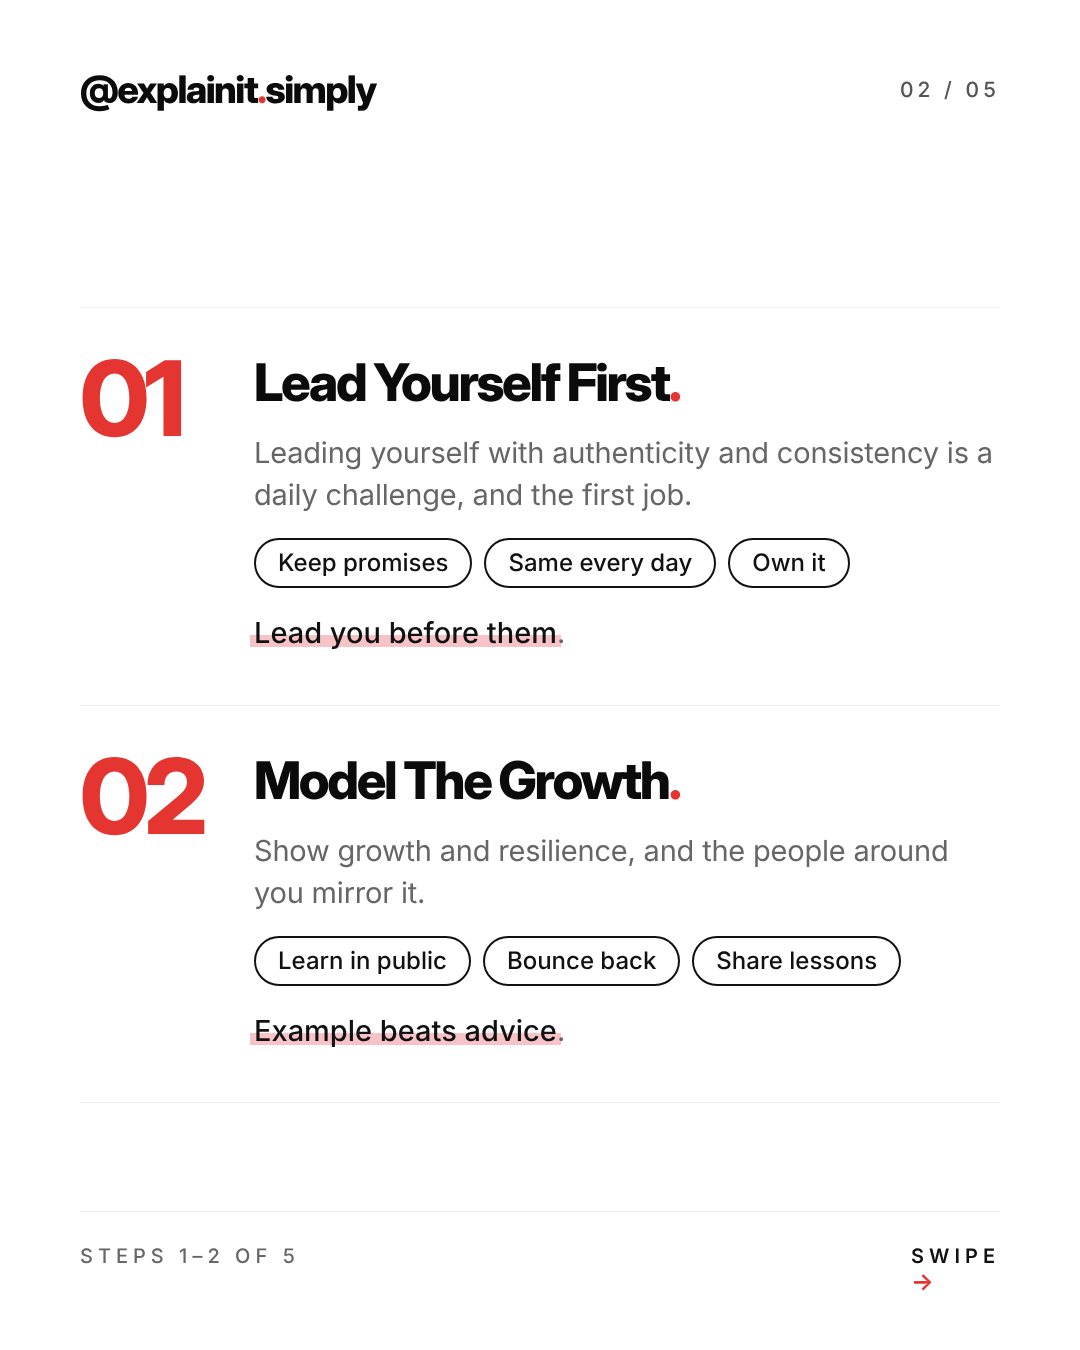 @explainit.simply
02 / 05
01
Lead Yourself First.
Leading yourself with authenticity and consistency is a
daily challenge, and the first job.
Keep promises
Same every day
Own it
Lead you before them.
02
Model The Growth.
Show growth and resilience, and the people around
you mirror it.
Learn in public
Bounce back
Share lessons
Example beats advice.
STEPS 1–2 OF 5
SWIPE
→